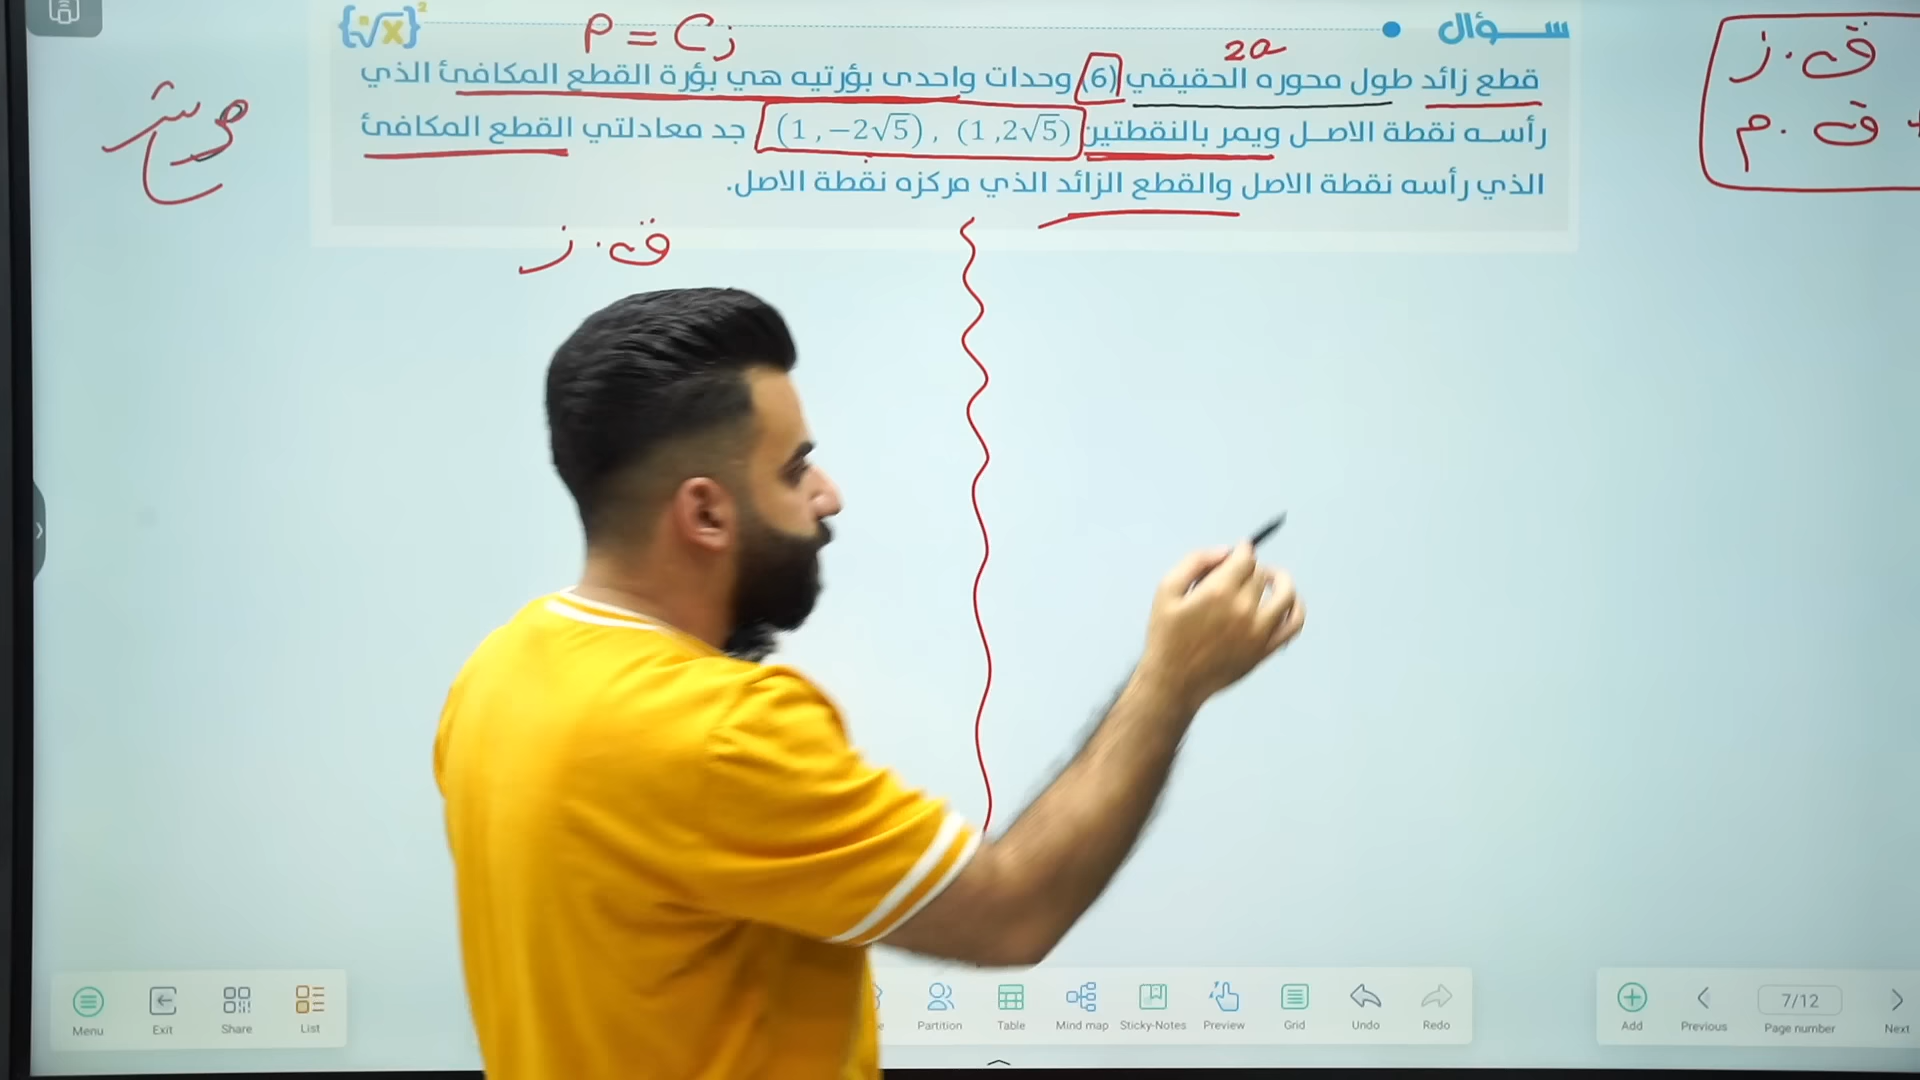 سـؤال
{ⁿ√x}²
P = Cز
2a
قطع زائد طول محوره الحقيقي (6) وحدات واحدى بؤرتيه هي بؤرة القطع المكافئ الذي
رأسه نقطة الاصل ويمر بالنقطتين (1 ,2√5) , (1 ,−2√5) جد معادلتي القطع المكافئ
الذي رأسه نقطة الاصل والقطع الزائد الذي مركزه نقطة الاصل.
ق.ز
ق.م
ق.ز
Menu
Exit
Share
List
Partition
Table
Mind map
Sticky-Notes
Preview
Grid
Undo
Redo
Add
Previous
7/12
Page number
Next